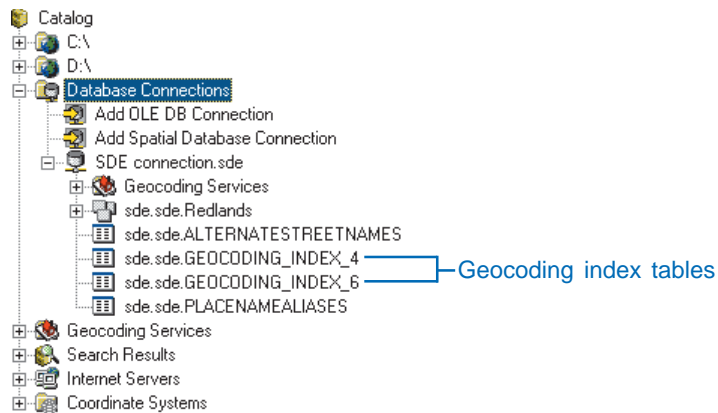 Catalog
C:\
D:\
Database Connections
Add OLE DB Connection
Add Spatial Database Connection
SDE connection.sde
Geocoding Services
sde.sde.Redlands
sde.sde.ALTERNATESTREETNAMES
sde.sde.GEOCODING_INDEX_4
Geocoding index tables
sde.sde.GEOCODING_INDEX_6
sde.sde.PLACENAMEALIASES
Geocoding Services
Search Results
Internet Servers
Coordinate Systems